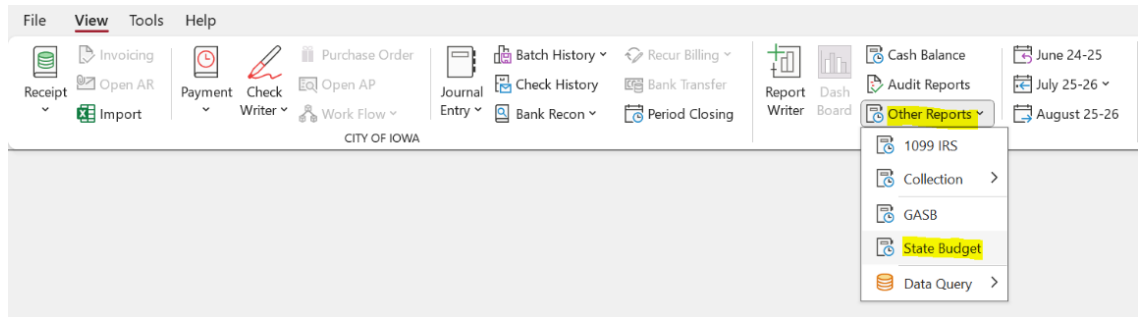 File View Tools Help
Receipt
Invoicing
Open AR
Import
Payment
Check Writer
Purchase Order
Open AP
Work Flow
CITY OF IOWA
Journal Entry
Batch History
Check History
Bank Recon
Recur Billing
Bank Transfer
Period Closing
Report Writer
Dash Board
Cash Balance
Audit Reports
Other Reports
June 24-25
July 25-26
August 25-26
1099 IRS
Collection
GASB
State Budget
Data Query